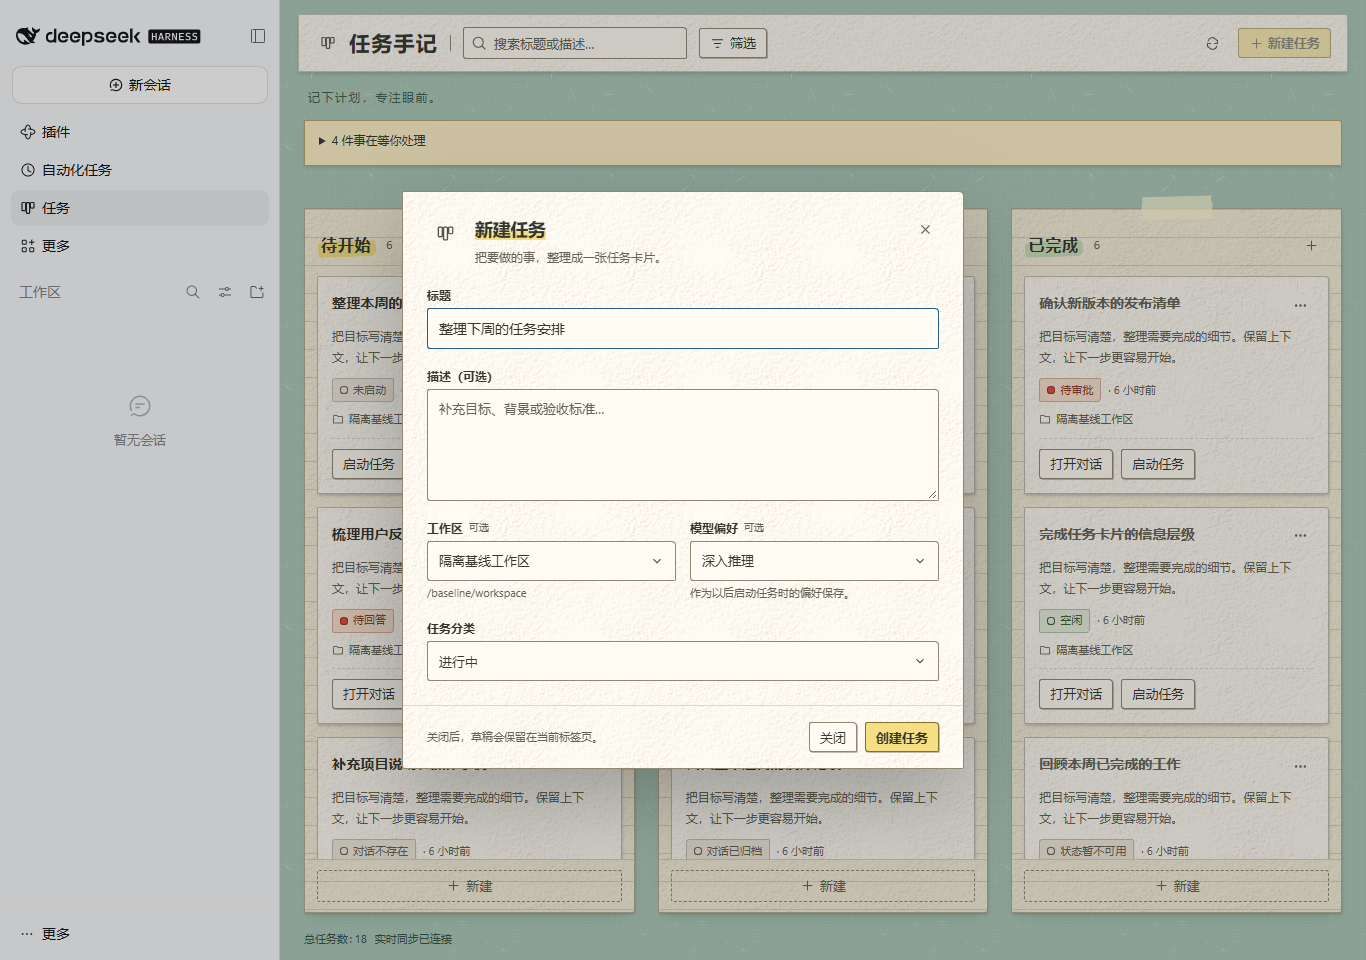 deepseek HARNESS
新会话
插件
自动化任务
任务
更多
工作区
暂无会话
更多
任务手记
搜索标题或描述...
筛选
新建任务
记下计划，专注眼前。
4 件事在等你处理
待开始 6
整理本周的
把目标写清楚
文，让下一步
未启动
隔离基线工
启动任务
梳理用户反
把目标写清楚
文，让下一步
待回答
隔离基线工
打开对话
补充项目说
把目标写清楚，整理需要完成的细节。保留上下
文，让下一步更容易开始。
对话不存在 · 6 小时前
新建
把目标写清楚，整理需要完成的细节。保留上下
文，让下一步更容易开始。
对话已归档 · 6 小时前
新建
已完成 6
确认新版本的发布清单
把目标写清楚，整理需要完成的细节。保留上下
文，让下一步更容易开始。
待审批 · 6 小时前
隔离基线工作区
打开对话 启动任务
完成任务卡片的信息层级
把目标写清楚，整理需要完成的细节。保留上下
文，让下一步更容易开始。
空闲 · 6 小时前
隔离基线工作区
打开对话 启动任务
回顾本周已完成的工作
把目标写清楚，整理需要完成的细节。保留上下
文，让下一步更容易开始。
状态暂不可用 · 6 小时前
新建
总任务数: 18 实时同步已连接
新建任务
把要做的事，整理成一张任务卡片。
标题
整理下周的任务安排
描述（可选）
补充目标、背景或验收标准...
工作区 可选
隔离基线工作区
/baseline/workspace
模型偏好 可选
深入推理
作为以后启动任务时的偏好保存。
任务分类
进行中
关闭后，草稿会保留在当前标签页。
关闭
创建任务